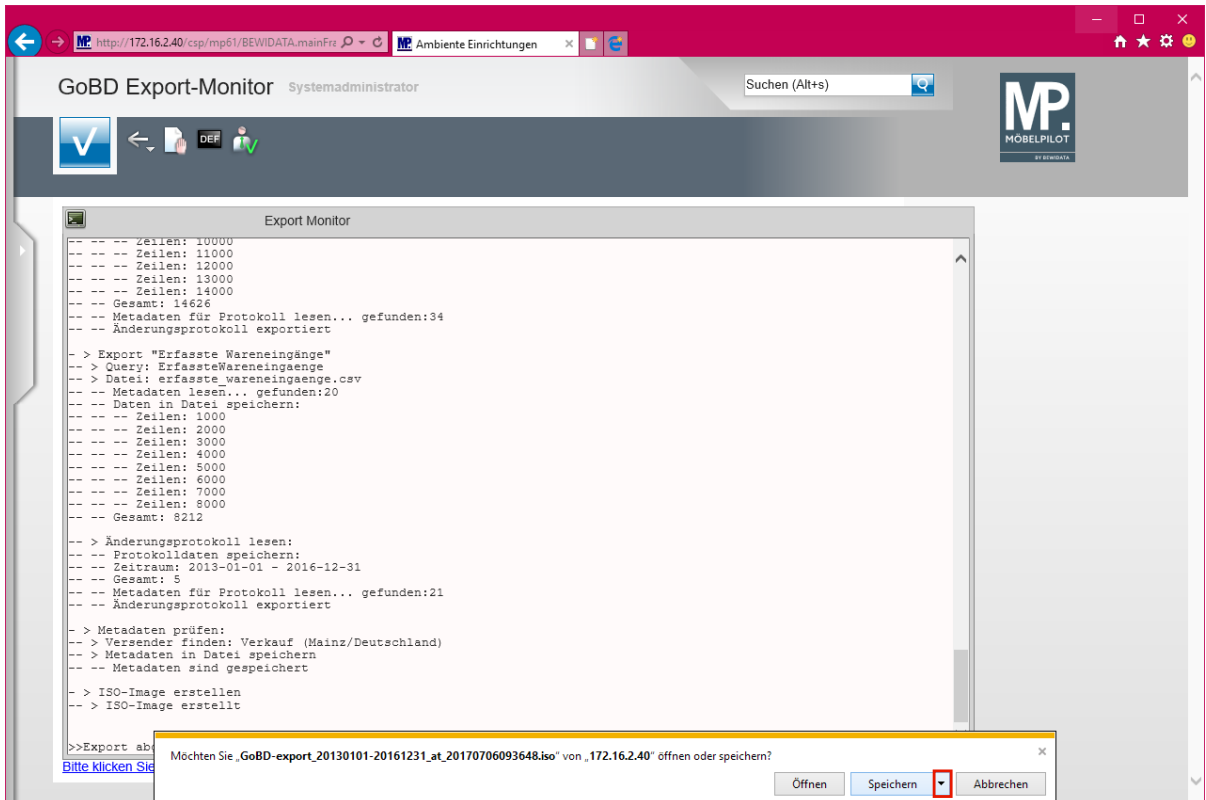 http://172.16.2.40/csp/mp61/BEWIDATA.mainFra
MP. Ambiente Einrichtungen
GoBD Export-Monitor Systemadministrator
Suchen (Alt+s)
DEF
MP.
MÖBELPILOT
BY BEWIDATA
Export Monitor
-- -- -- Zeilen: 10000
-- -- -- Zeilen: 11000
-- -- -- Zeilen: 12000
-- -- -- Zeilen: 13000
-- -- -- Zeilen: 14000
-- -- Gesamt: 14626
-- -- Metadaten für Protokoll lesen... gefunden:34
-- -- Änderungsprotokoll exportiert
- > Export "Erfasste Wareneingänge"
-- > Query: ErfassteWareneingaenge
-- > Datei: erfasste_wareneingaenge.csv
-- -- Metadaten lesen... gefunden:20
-- -- Daten in Datei speichern:
-- -- -- Zeilen: 1000
-- -- -- Zeilen: 2000
-- -- -- Zeilen: 3000
-- -- -- Zeilen: 4000
-- -- -- Zeilen: 5000
-- -- -- Zeilen: 6000
-- -- -- Zeilen: 7000
-- -- -- Zeilen: 8000
-- -- Gesamt: 8212
-- > Änderungsprotokoll lesen:
-- -- Protokolldaten speichern:
-- -- Zeitraum: 2013-01-01 - 2016-12-31
-- -- Gesamt: 5
-- -- Metadaten für Protokoll lesen... gefunden:21
-- -- Änderungsprotokoll exportiert
- > Metadaten prüfen:
-- > Versender finden: Verkauf (Mainz/Deutschland)
-- > Metadaten in Datei speichern
-- -- Metadaten sind gespeichert
- > ISO-Image erstellen
-- > ISO-Image erstellt
>>Export ab
Bitte klicken Sie
Möchten Sie „GoBD-export_20130101-20161231_at_20170706093648.iso“ von „172.16.2.40“ öffnen oder speichern?
Öffnen Speichern Abbrechen